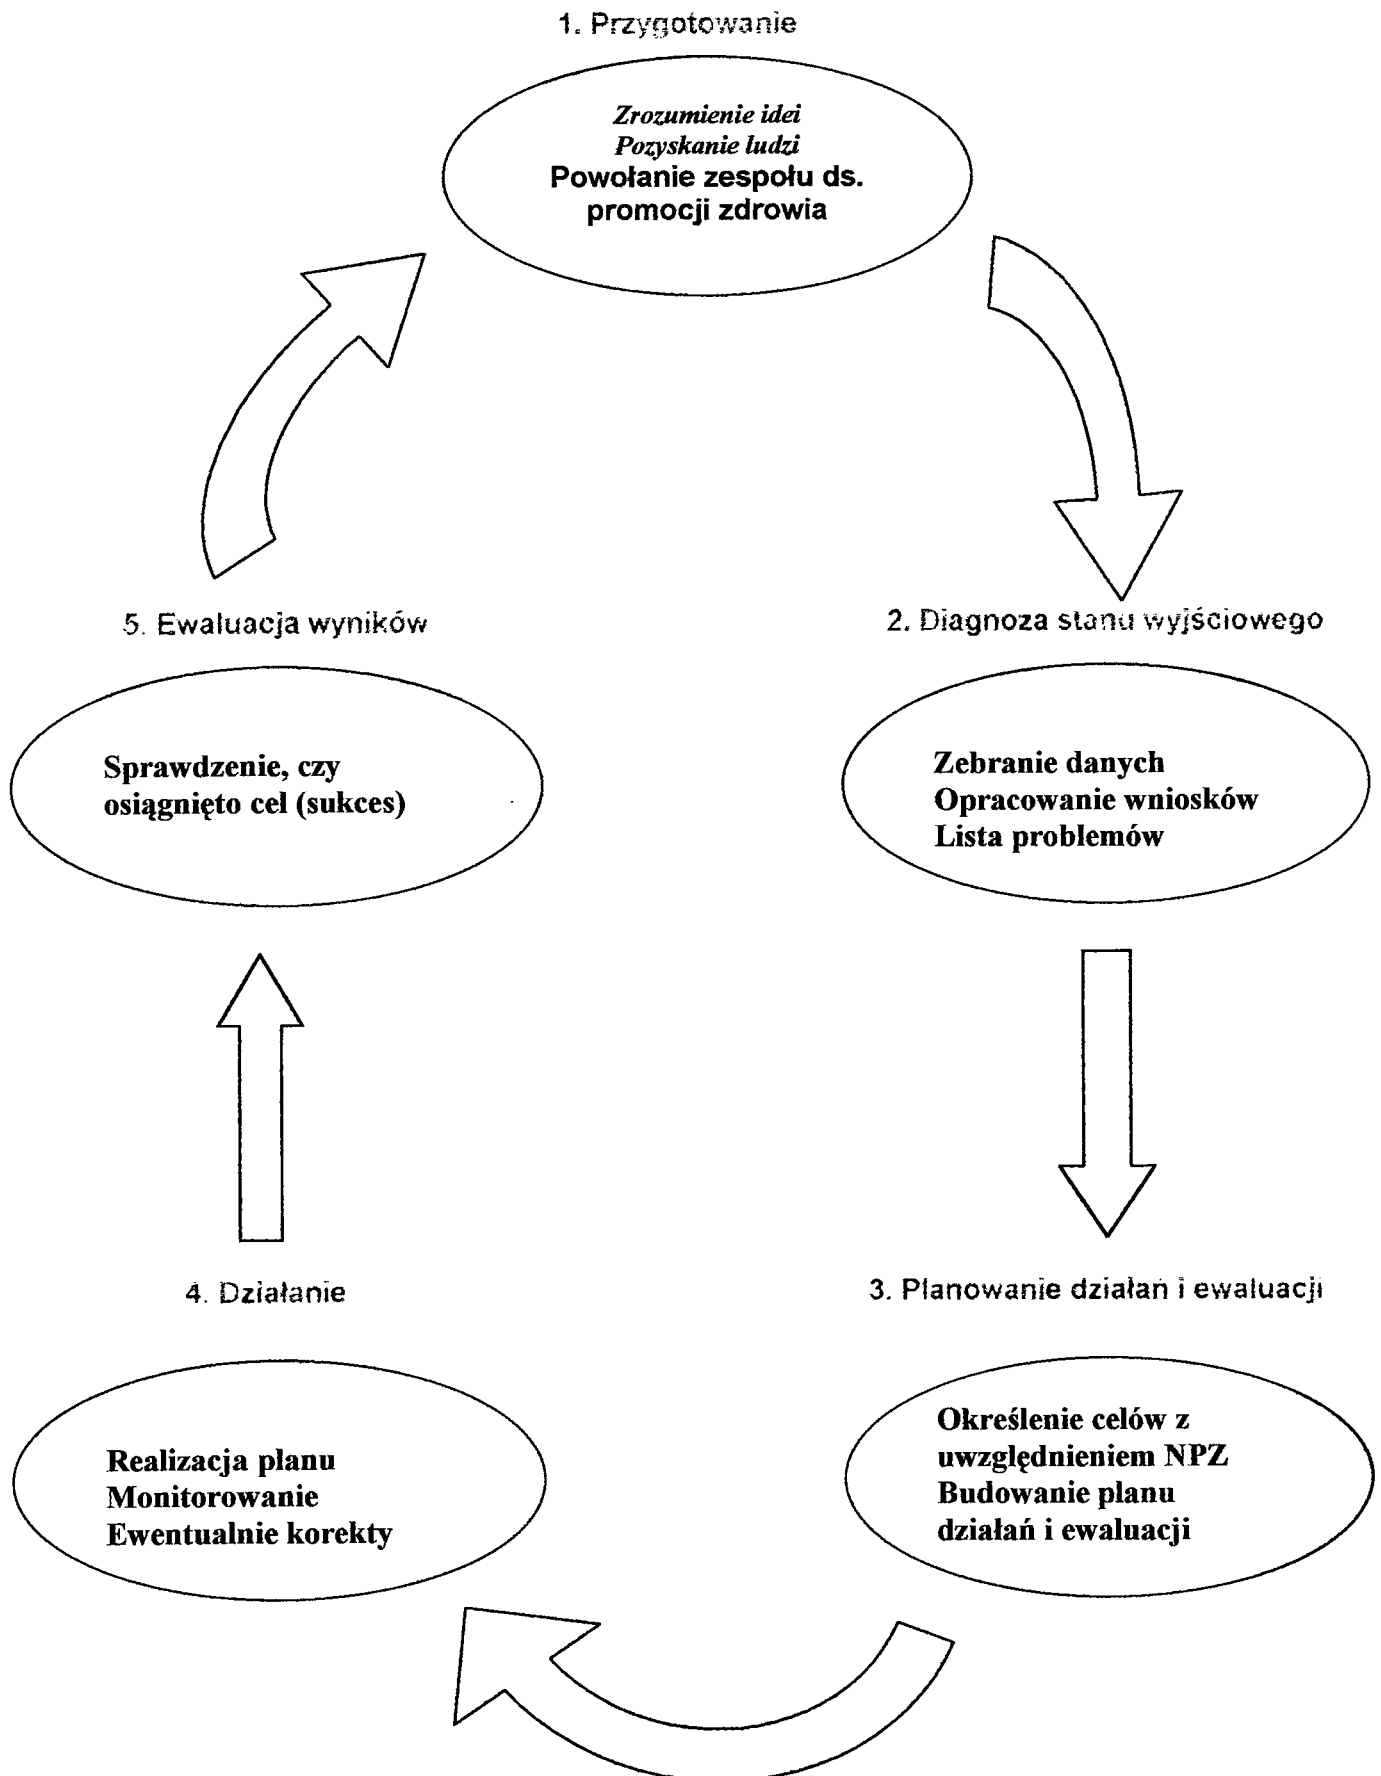 1. Przygotowanie
Zrozumienie idei
Pozyskanie ludzi
Powołanie zespołu ds.
promocji zdrowia
2. Diagnoza stanu wyjściowego
Zebranie danych
Opracowanie wniosków
Lista problemów
3. Planowanie działań i ewaluacji
Określenie celów z
uwzględnieniem NPZ
Budowanie planu
działań i ewaluacji
4. Działanie
Realizacja planu
Monitorowanie
Ewentualnie korekty
5. Ewaluacja wyników
Sprawdzenie, czy
osiągnięto cel (sukces)